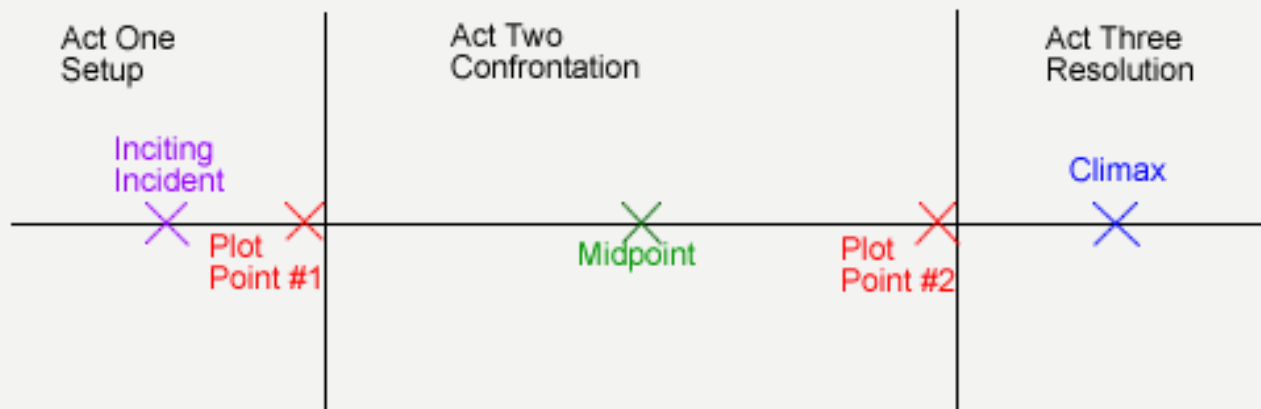 Act One
Setup
Act Two
Confrontation
Act Three
Resolution
Inciting
Incident
Climax
Plot
Point #1
Midpoint
Plot
Point #2